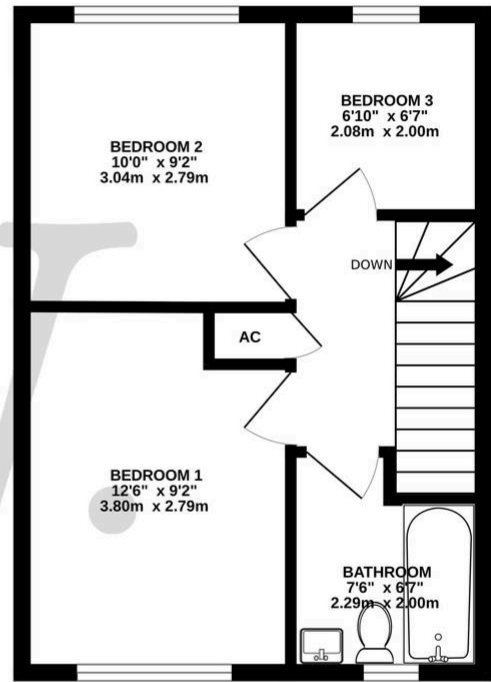 BEDROOM 2
10'0" x 9'2"
3.04m x 2.79m
BEDROOM 3
6'10" x 6'7"
2.08m x 2.00m
DOWN
AC
BEDROOM 1
12'6" x 9'2"
3.80m x 2.79m
BATHROOM
7'6" x 6'7"
2.29m x 2.00m